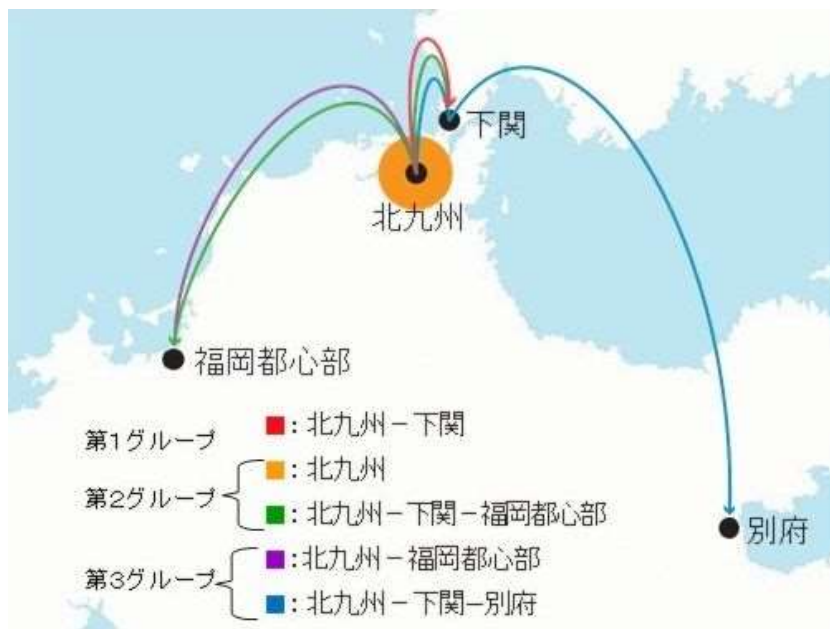 下関
北九州
福岡都心部
第1グループ
■:北九州−下関
第2グループ
■:北九州
■:北九州−下関−福岡都心部
第3グループ
■:北九州−福岡都心部
■:北九州−下関−別府
別府